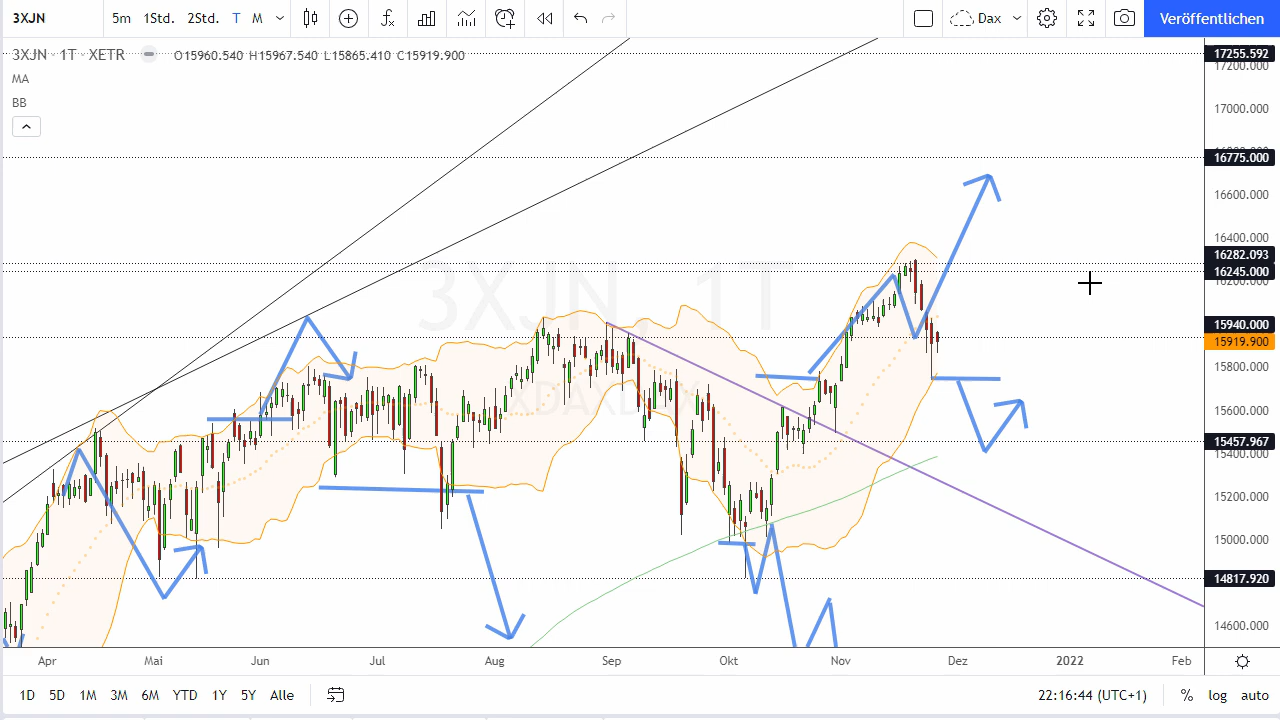 3XJN 5m 1Std. 2Std. T M Dax Veröffentlichen
3XJN · 1T · XETR O15960.540 H15967.540 L15865.410 C15919.900
MA
BB
3XJN, 1T
17255.592
17000.000
16775.000
16600.000
16400.000
16282.093
16245.000
15940.000
15919.900
15800.000
15600.000
15457.967
15400.000
15200.000
15000.000
14817.920
14600.000
Apr Mai Jun Jul Aug Sep Okt Nov Dez 2022 Feb
1D 5D 1M 3M 6M YTD 1Y 5Y Alle 22:16:44 (UTC+1) % log auto